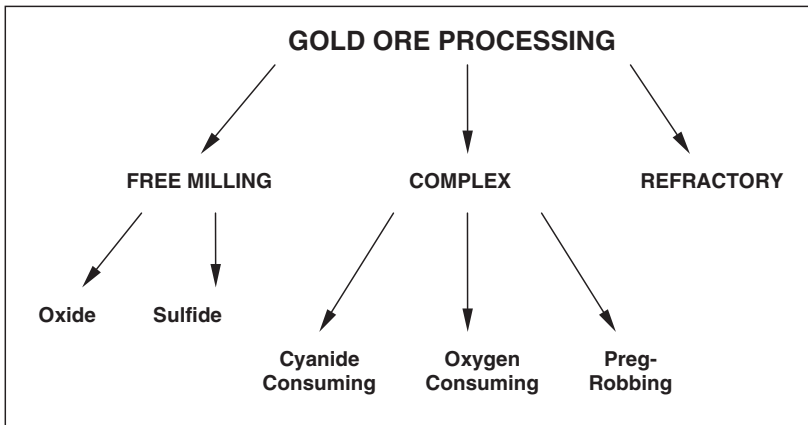 GOLD ORE PROCESSING
FREE MILLING
COMPLEX
REFRACTORY
Oxide
Sulfide
Cyanide
Consuming
Oxygen
Consuming
Preg-
Robbing